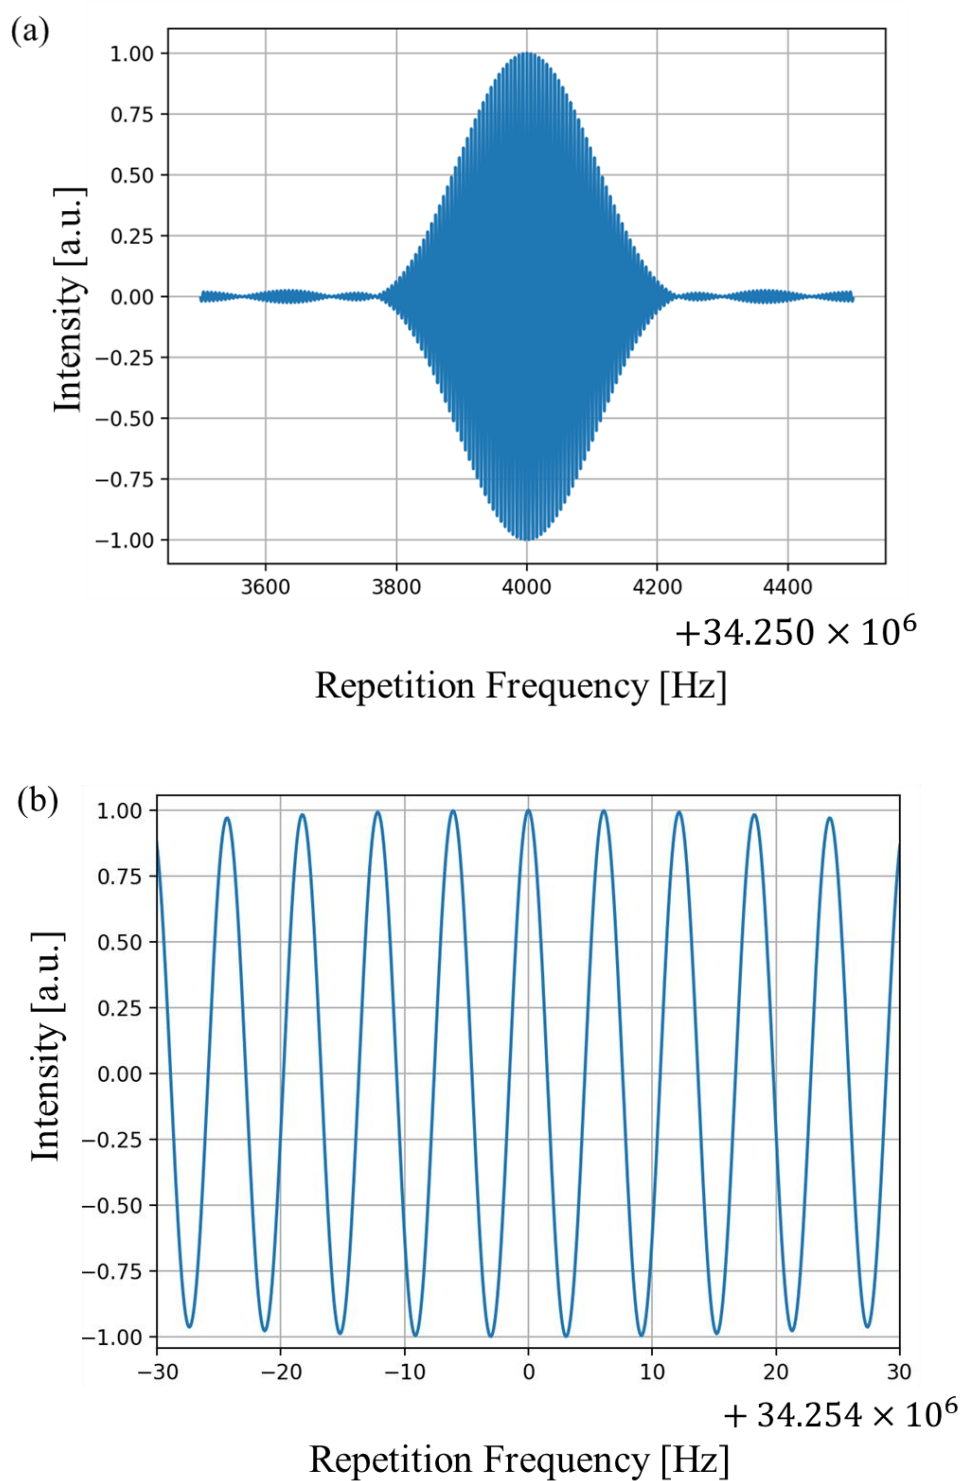 (a)
1.00
0.75
0.50
0.25
0.00
−0.25
−0.50
−0.75
−1.00
Intensity [a.u.]
3600 3800 4000 4200 4400
+34.250 × 10⁶
Repetition Frequency [Hz]
(b)
1.00
0.75
0.50
0.25
0.00
−0.25
−0.50
−0.75
−1.00
Intensity [a.u.]
−30 −20 −10 0 10 20 30
+ 34.254 × 10⁶
Repetition Frequency [Hz]